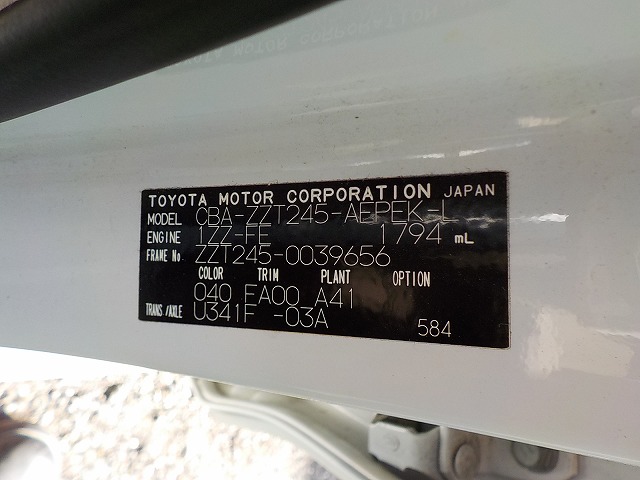 TOYOTA MOTOR CORPORATION JAPAN
MODEL CBA-ZZT245-AEPEK-L
ENGINE 1ZZ-FE 1794 mL
FRAME No. ZZT245-0039656
COLOR TRIM PLANT OPTION
040 FA00 A41
TRANS./AXLE U341F -03A
584